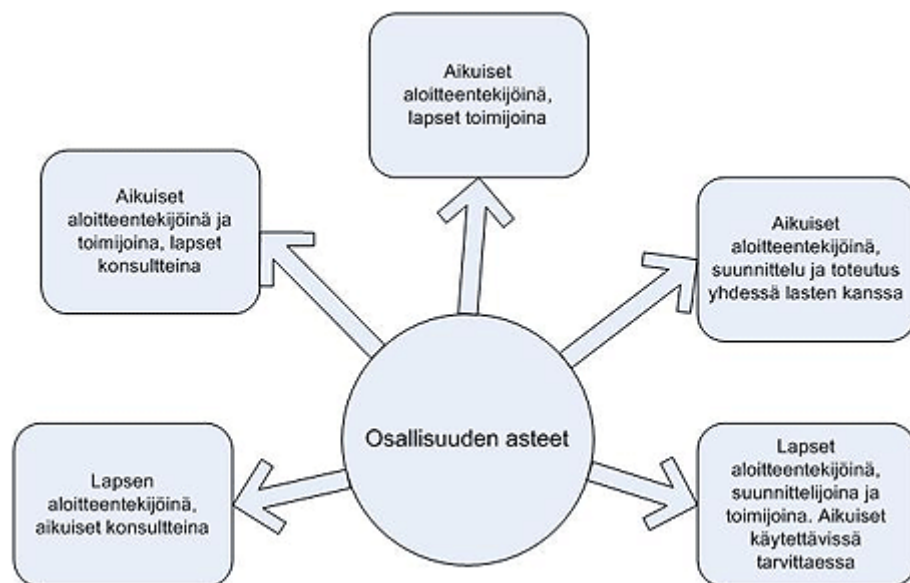 Aikuiset
aloitteentekijöinä,
lapset toimijoina
Aikuiset
aloitteentekijöinä ja
toimijoina, lapset
konsultteina
Aikuiset
aloitteentekijöinä,
suunnittelu ja toteutus
yhdessä lasten kanssa
Osallisuuden asteet
Lapsen
aloitteentekijöinä,
aikuiset konsultteina
Lapset
aloitteentekijöinä,
suunnittelijoina ja
toimijoina. Aikuiset
käytettävissä
tarvittaessa